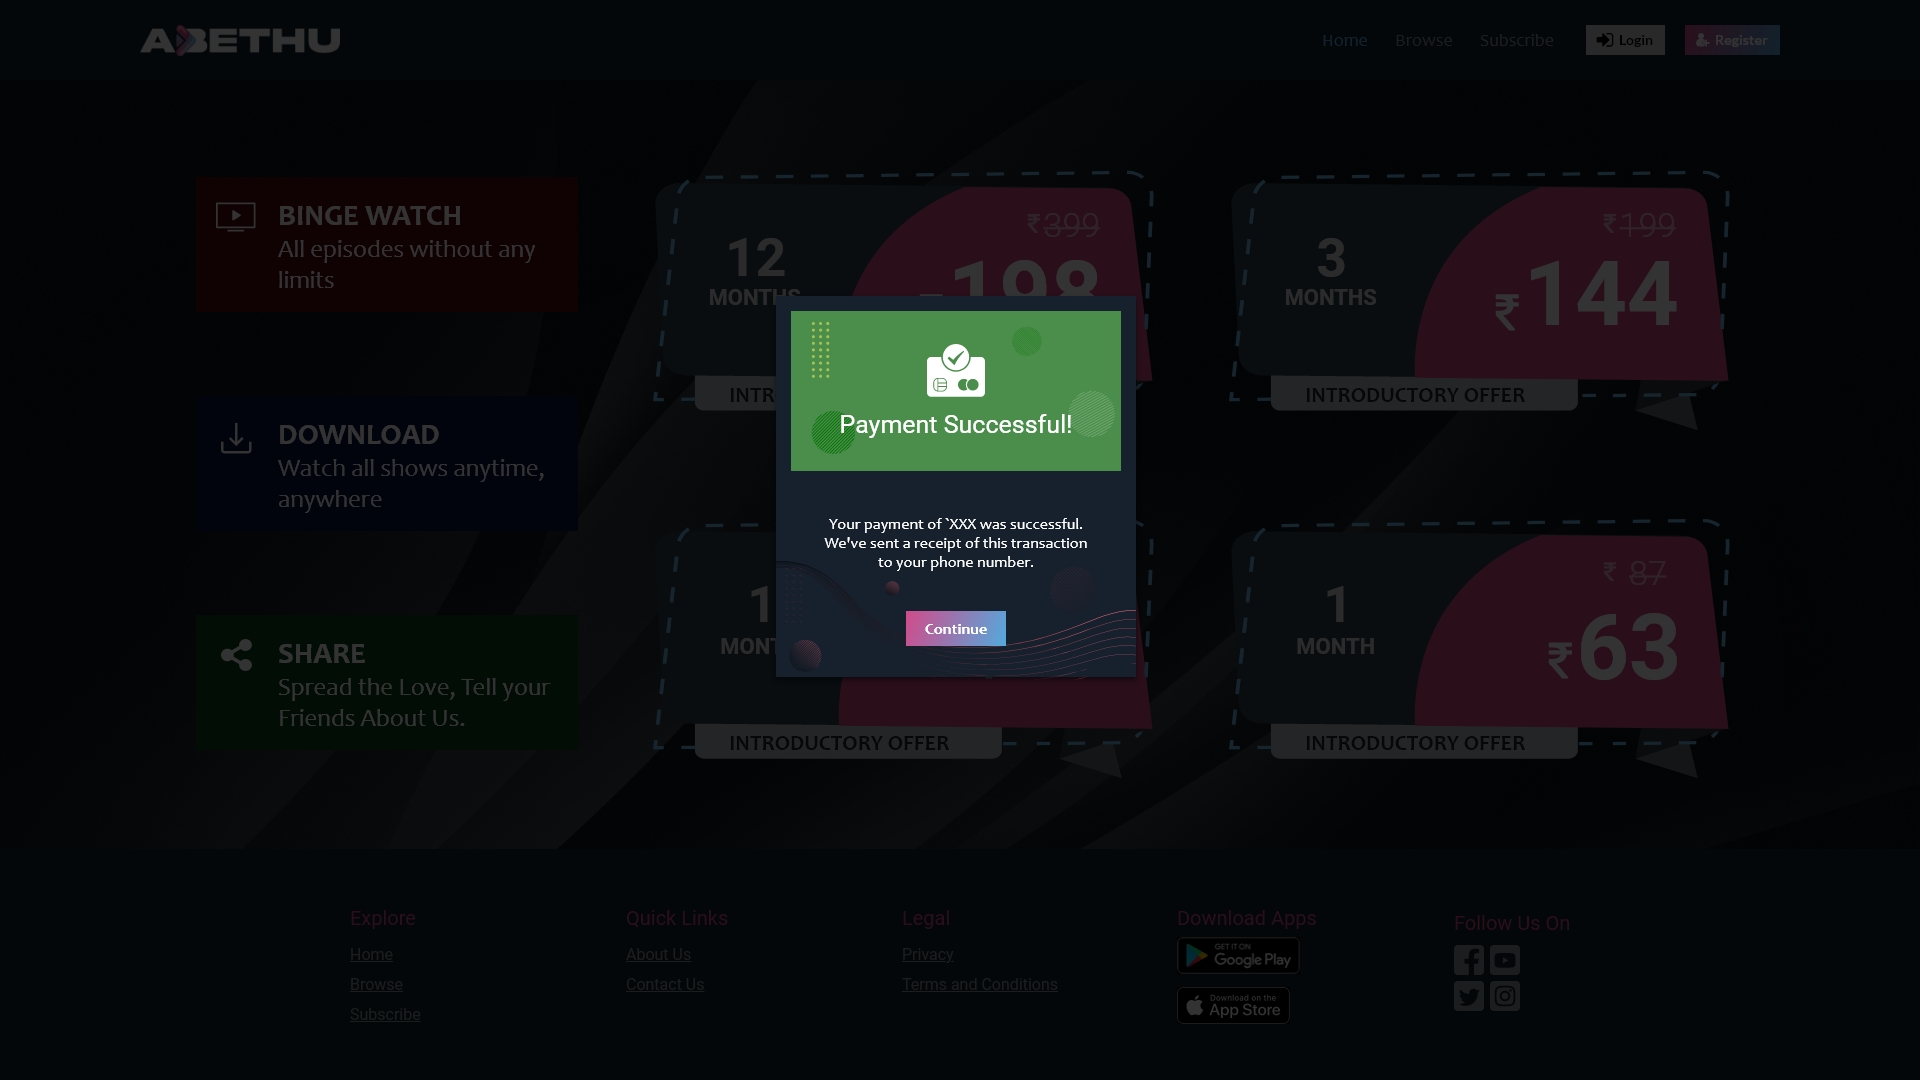 ABETHU
Home
Browse
Subscribe
Login
Register
BINGE WATCH
All episodes without any
limits
DOWNLOAD
Watch all shows anytime,
anywhere
SHARE
Spread the Love, Tell your
Friends About Us.
12
MONTHS
₹399
198
3
MONTHS
₹199
₹144
INTRODUCTORY OFFER
1
MONTH
₹ 87
₹63
INTRODUCTORY OFFER
INTRODUCTORY OFFER
Payment Successful!
Your payment of `XXX was successful.
We've sent a receipt of this transaction
to your phone number.
Continue
Explore
Home
Browse
Subscribe
Quick Links
About Us
Contact Us
Legal
Privacy
Terms and Conditions
Download Apps
GET IT ON
Google Play
Download on the
App Store
Follow Us On